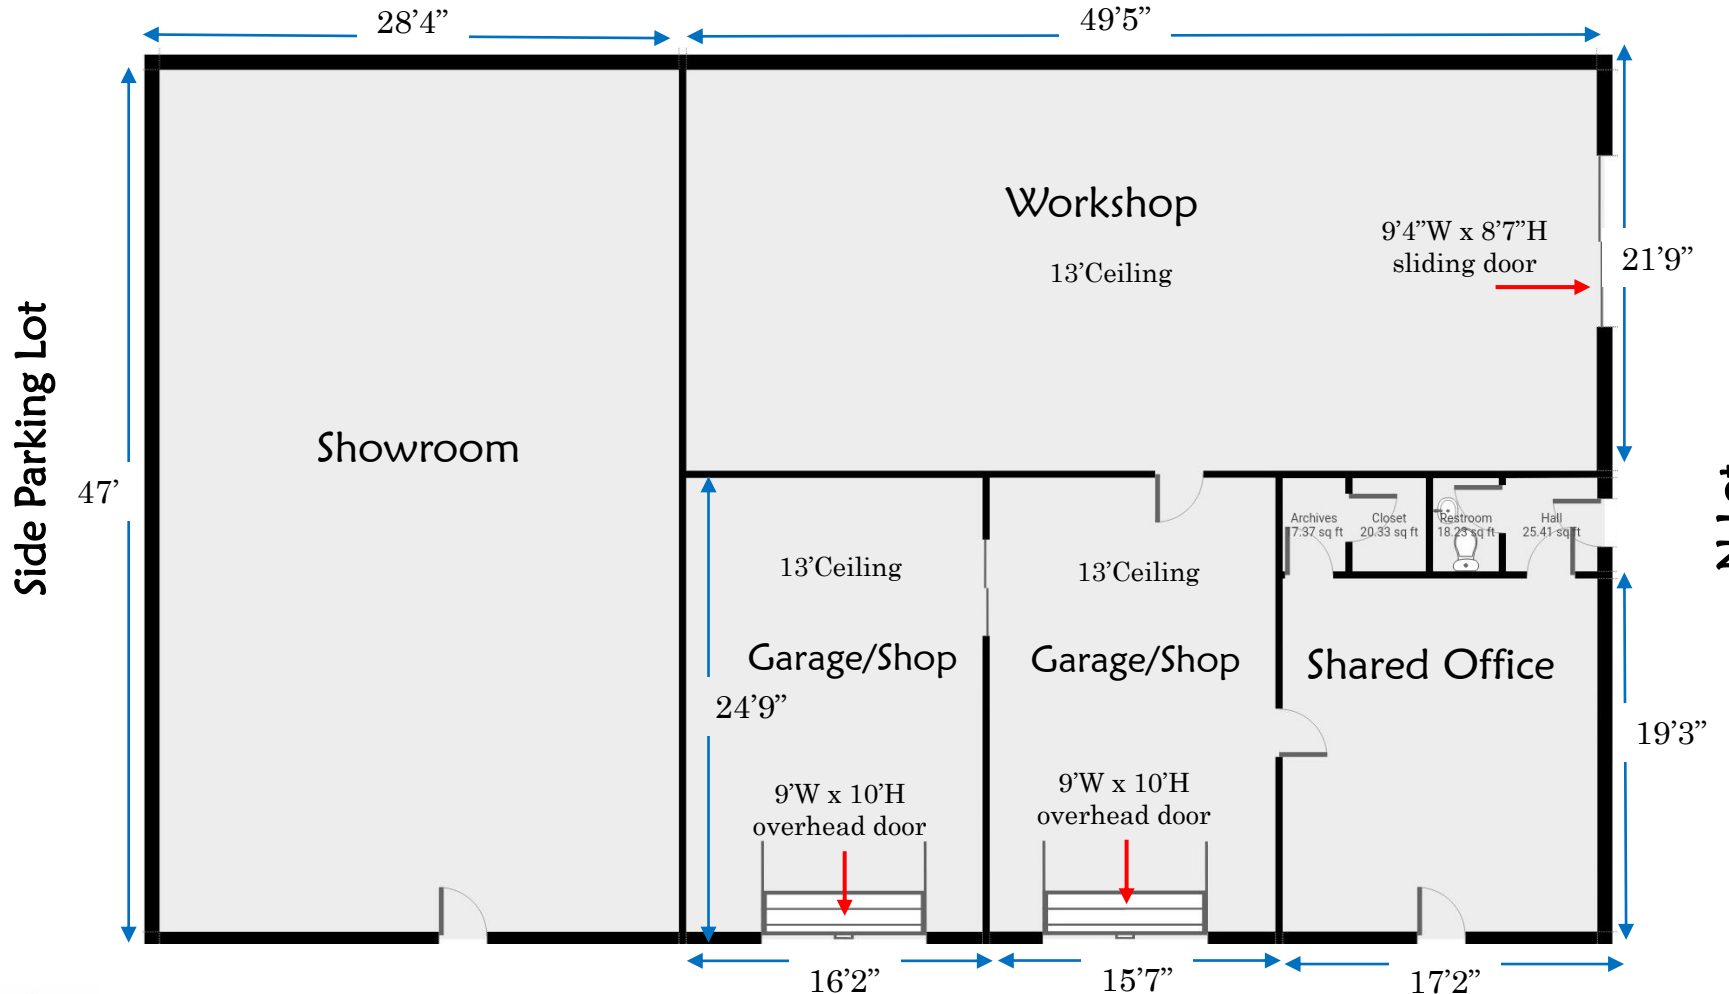 28’4”
49’5”
Workshop
9’4”W x 8’7”H
sliding door
21’9”
13’Ceiling
Side Parking Lot
Showroom
47’
Archives
17.37 sq ft
Closet
20.33 sq ft
Restroom
18.23 sq ft
Hall
25.41 sq ft
13’Ceiling
13’Ceiling
Garage/Shop
Garage/Shop
Shared Office
24’9”
19’3”
9’W x 10’H
overhead door
9’W x 10’H
overhead door
16’2”
15’7”
17’2”